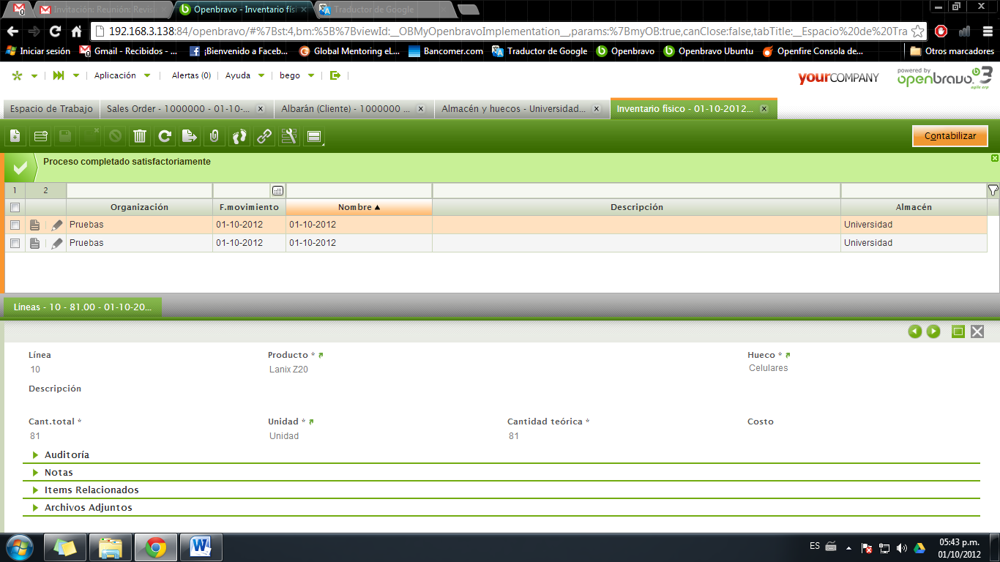 Invitación: Reunión: Revis
Openbravo - Inventario físi
Traductor de Google
192.168.3.138:84/openbravo/#%7Bst:4,bm:%5B%7BviewId:__OBMyOpenbravoImplementation__,params:%7BmyOB:true,canClose:false,tabTitle:__Espacio%20de%20Tra
Iniciar sesión
Gmail - Recibidos - ...
¡Bienvenido a Faceb...
Global Mentoring eL...
Bancomer.com
Traductor de Google
Openbravo
Openbravo Ubuntu
Openfire Consola de...
Otros marcadores
Aplicación
Alertas (0)
Ayuda
bego
yourCOMPANY
powered by
openbravo 3
agile erp
Espacio de Trabajo
Sales Order - 1000000 - 01-10-...
Albarán (Cliente) - 1000000 ...
Almacén y huecos - Universidad...
Inventario físico - 01-10-2012...
Contabilizar
Proceso completado satisfactoriamente
1 2
Organización F.movimiento Nombre Descripción Almacén
Pruebas 01-10-2012 01-10-2012 Universidad
Pruebas 01-10-2012 01-10-2012 Universidad
Líneas - 10 - 81.00 - 01-10-20...
Línea Producto * Hueco *
10 Lanix Z20 Celulares
Descripción
Cant.total * Unidad * Cantidad teórica * Costo
81 Unidad 81
Auditoría
Notas
Items Relacionados
Archivos Adjuntos
ES
05:43 p.m.
01/10/2012